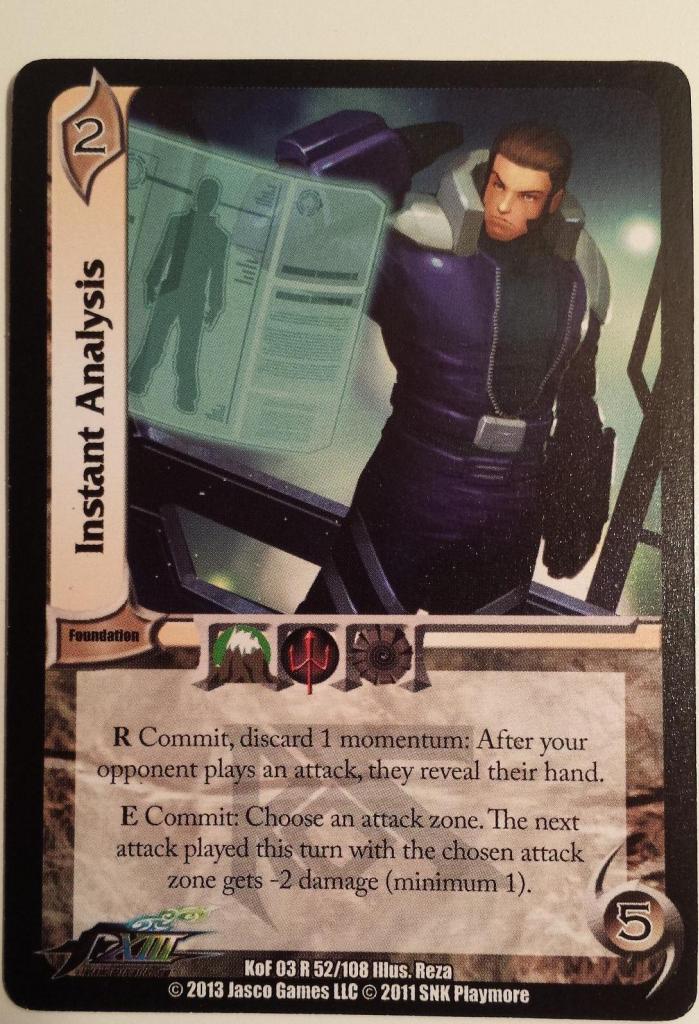 2
Instant Analysis
Foundation
R Commit, discard 1 momentum: After your
opponent plays an attack, they reveal their hand.
E Commit: Choose an attack zone. The next
attack played this turn with the chosen attack
zone gets -2 damage (minimum 1).
5
XIII
KoF 03 R 52/108 Illus. Reza
© 2013 Jasco Games LLC © 2011 SNK Playmore